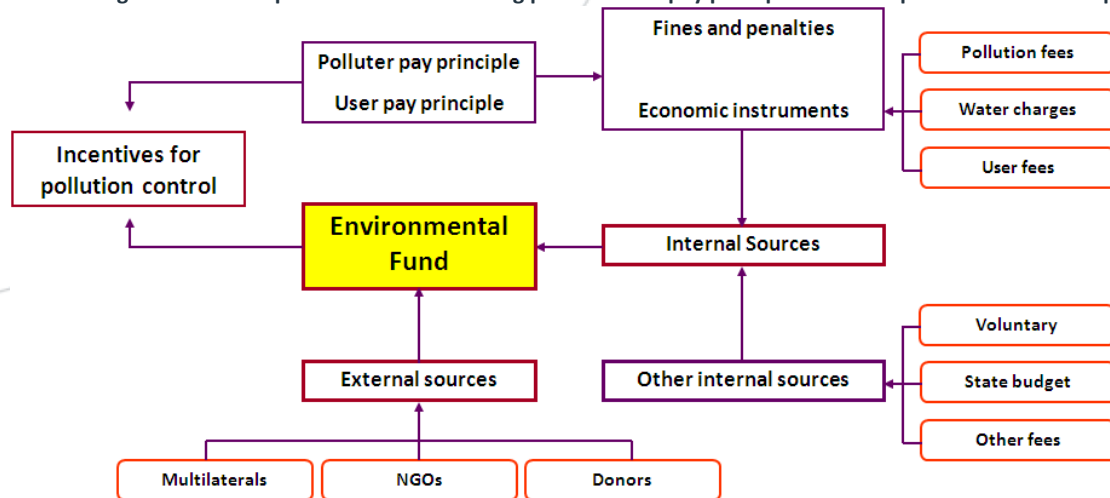 Fines and penalties
Polluter pay principle
User pay principle
Economic instruments
Pollution fees
Water charges
User fees
Incentives for
pollution control
Environmental
Fund
Internal Sources
External sources
Other internal sources
Voluntary
State budget
Other fees
Multilaterals
NGOs
Donors